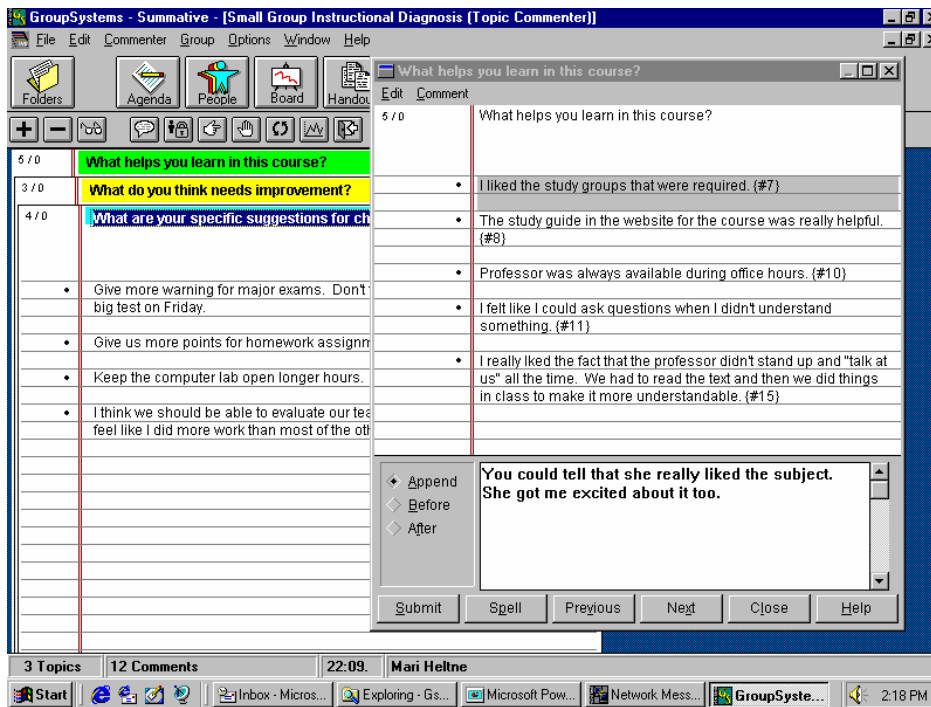 GroupSystems - Summative - [Small Group Instructional Diagnosis (Topic Commenter)]
File Edit Commenter Group Options Window Help
Folders Agenda People Board Handou
What helps you learn in this course?
Edit Comment
5 / 0 What helps you learn in this course?
• I liked the study groups that were required. {#7}
• The study guide in the website for the course was really helpful.
{#8}
• Professor was always available during office hours. {#10}
• I felt like I could ask questions when I didn't understand
something. {#11}
• I really lked the fact that the professor didn't stand up and "talk at
us" all the time. We had to read the text and then we did things
in class to make it more understandable. {#15}
Append
Before
After
You could tell that she really liked the subject.
She got me excited about it too.
Submit Spell Previous Next Close Help
5 / 0 What helps you learn in this course?
3 / 0 What do you think needs improvement?
4 / 0 What are your specific suggestions for ch
• Give more warning for major exams. Don't
big test on Friday.
• Give us more points for homework assignm
• Keep the computer lab open longer hours.
• I think we should be able to evaluate our tea
feel like I did more work than most of the oth
3 Topics 12 Comments 22:09. Mari Heltne
Start Inbox - Micros... Exploring - Gs... Microsoft Pow... Network Mess... GroupSyste... 2:18 PM